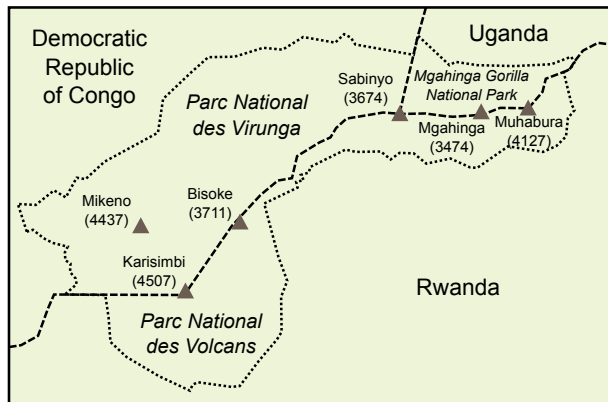 Democratic
Republic
of Congo
Uganda
Sabinyo
(3674)
Mgahinga Gorilla
National Park
Parc National
des Virunga
Mgahinga
(3474)
Muhabura
(4127)
Mikeno
(4437)
Bisoke
(3711)
Karisimbi
(4507)
Rwanda
Parc National
des Volcans